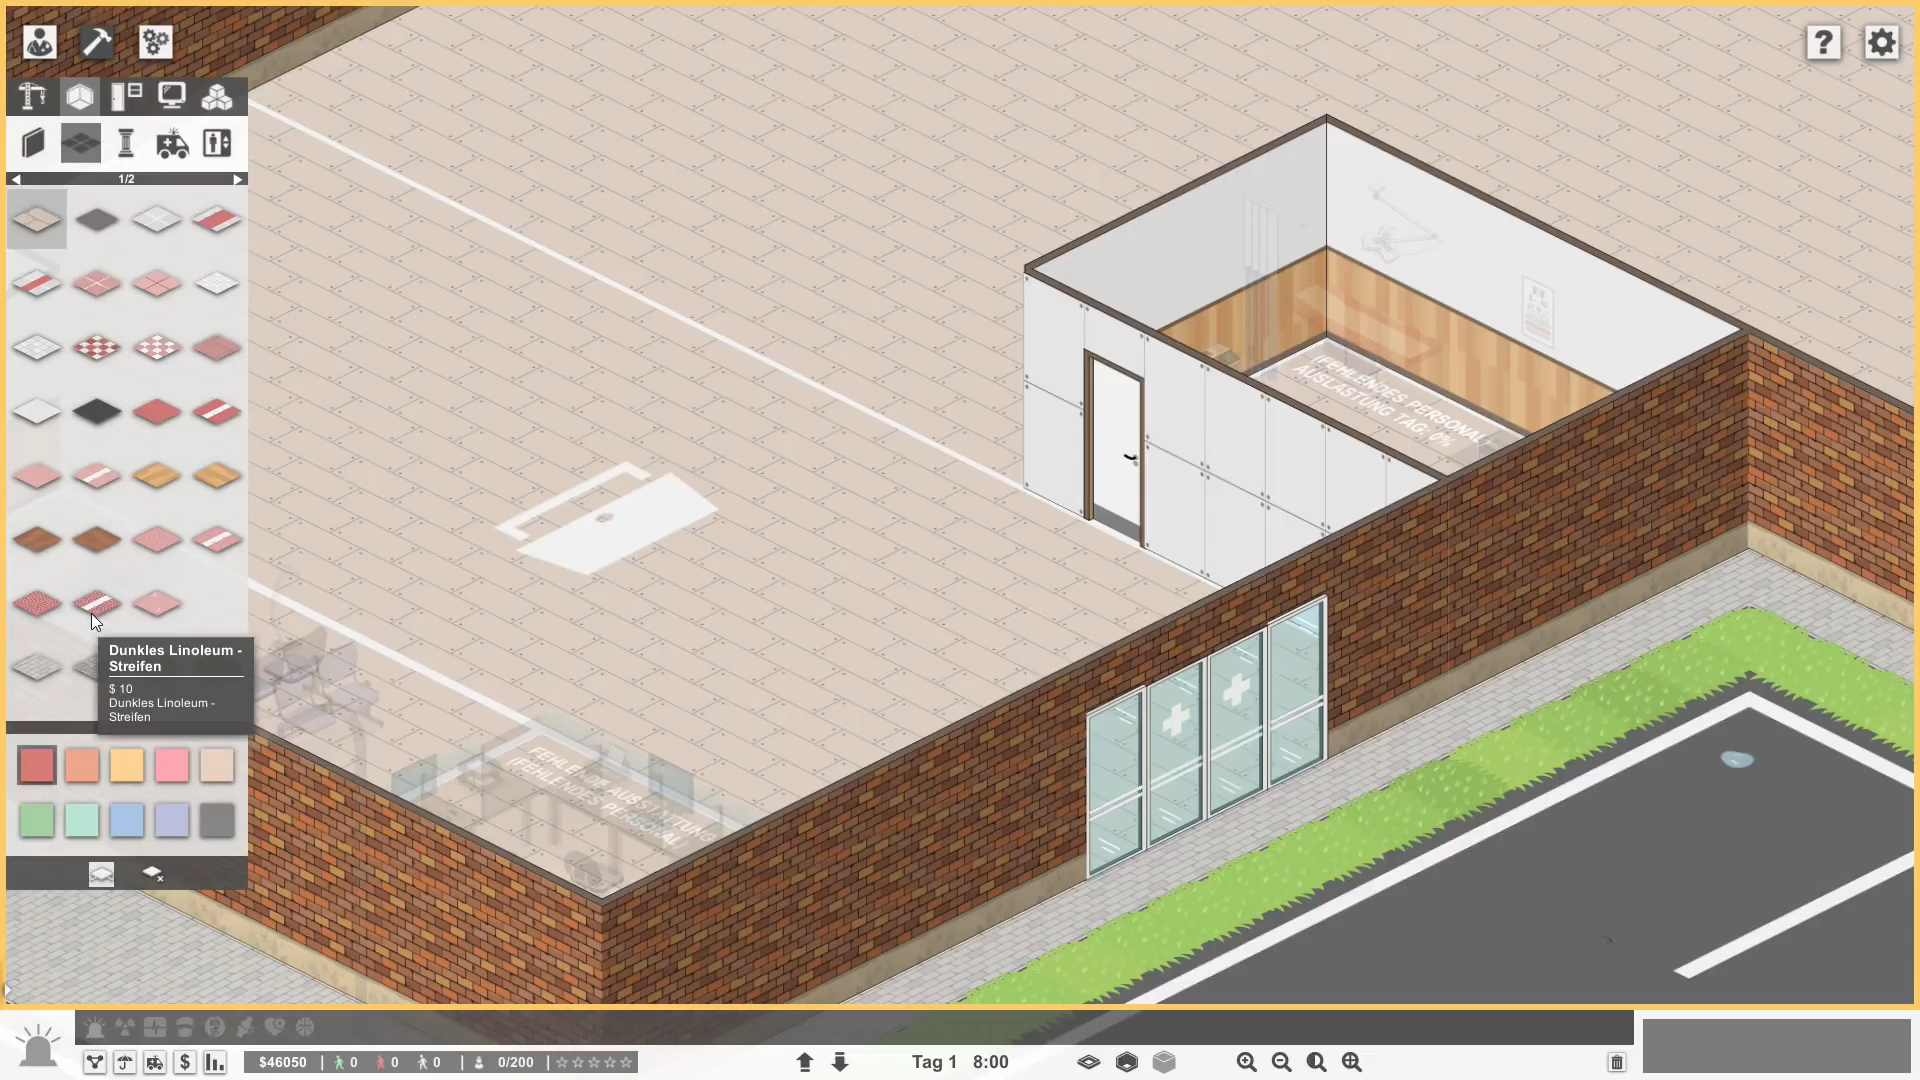 ?
1/2
(FEHLENDES PERSONAL)
AUSLASTUNG TAG: 0%
Dunkles Linoleum -
Streifen
$ 10
Dunkles Linoleum -
Streifen
FEHLENDE AUSSTATTUNG
(FEHLENDES PERSONAL)
$46050 | 0 0 0 | 0/200 |
Tag 1 8:00